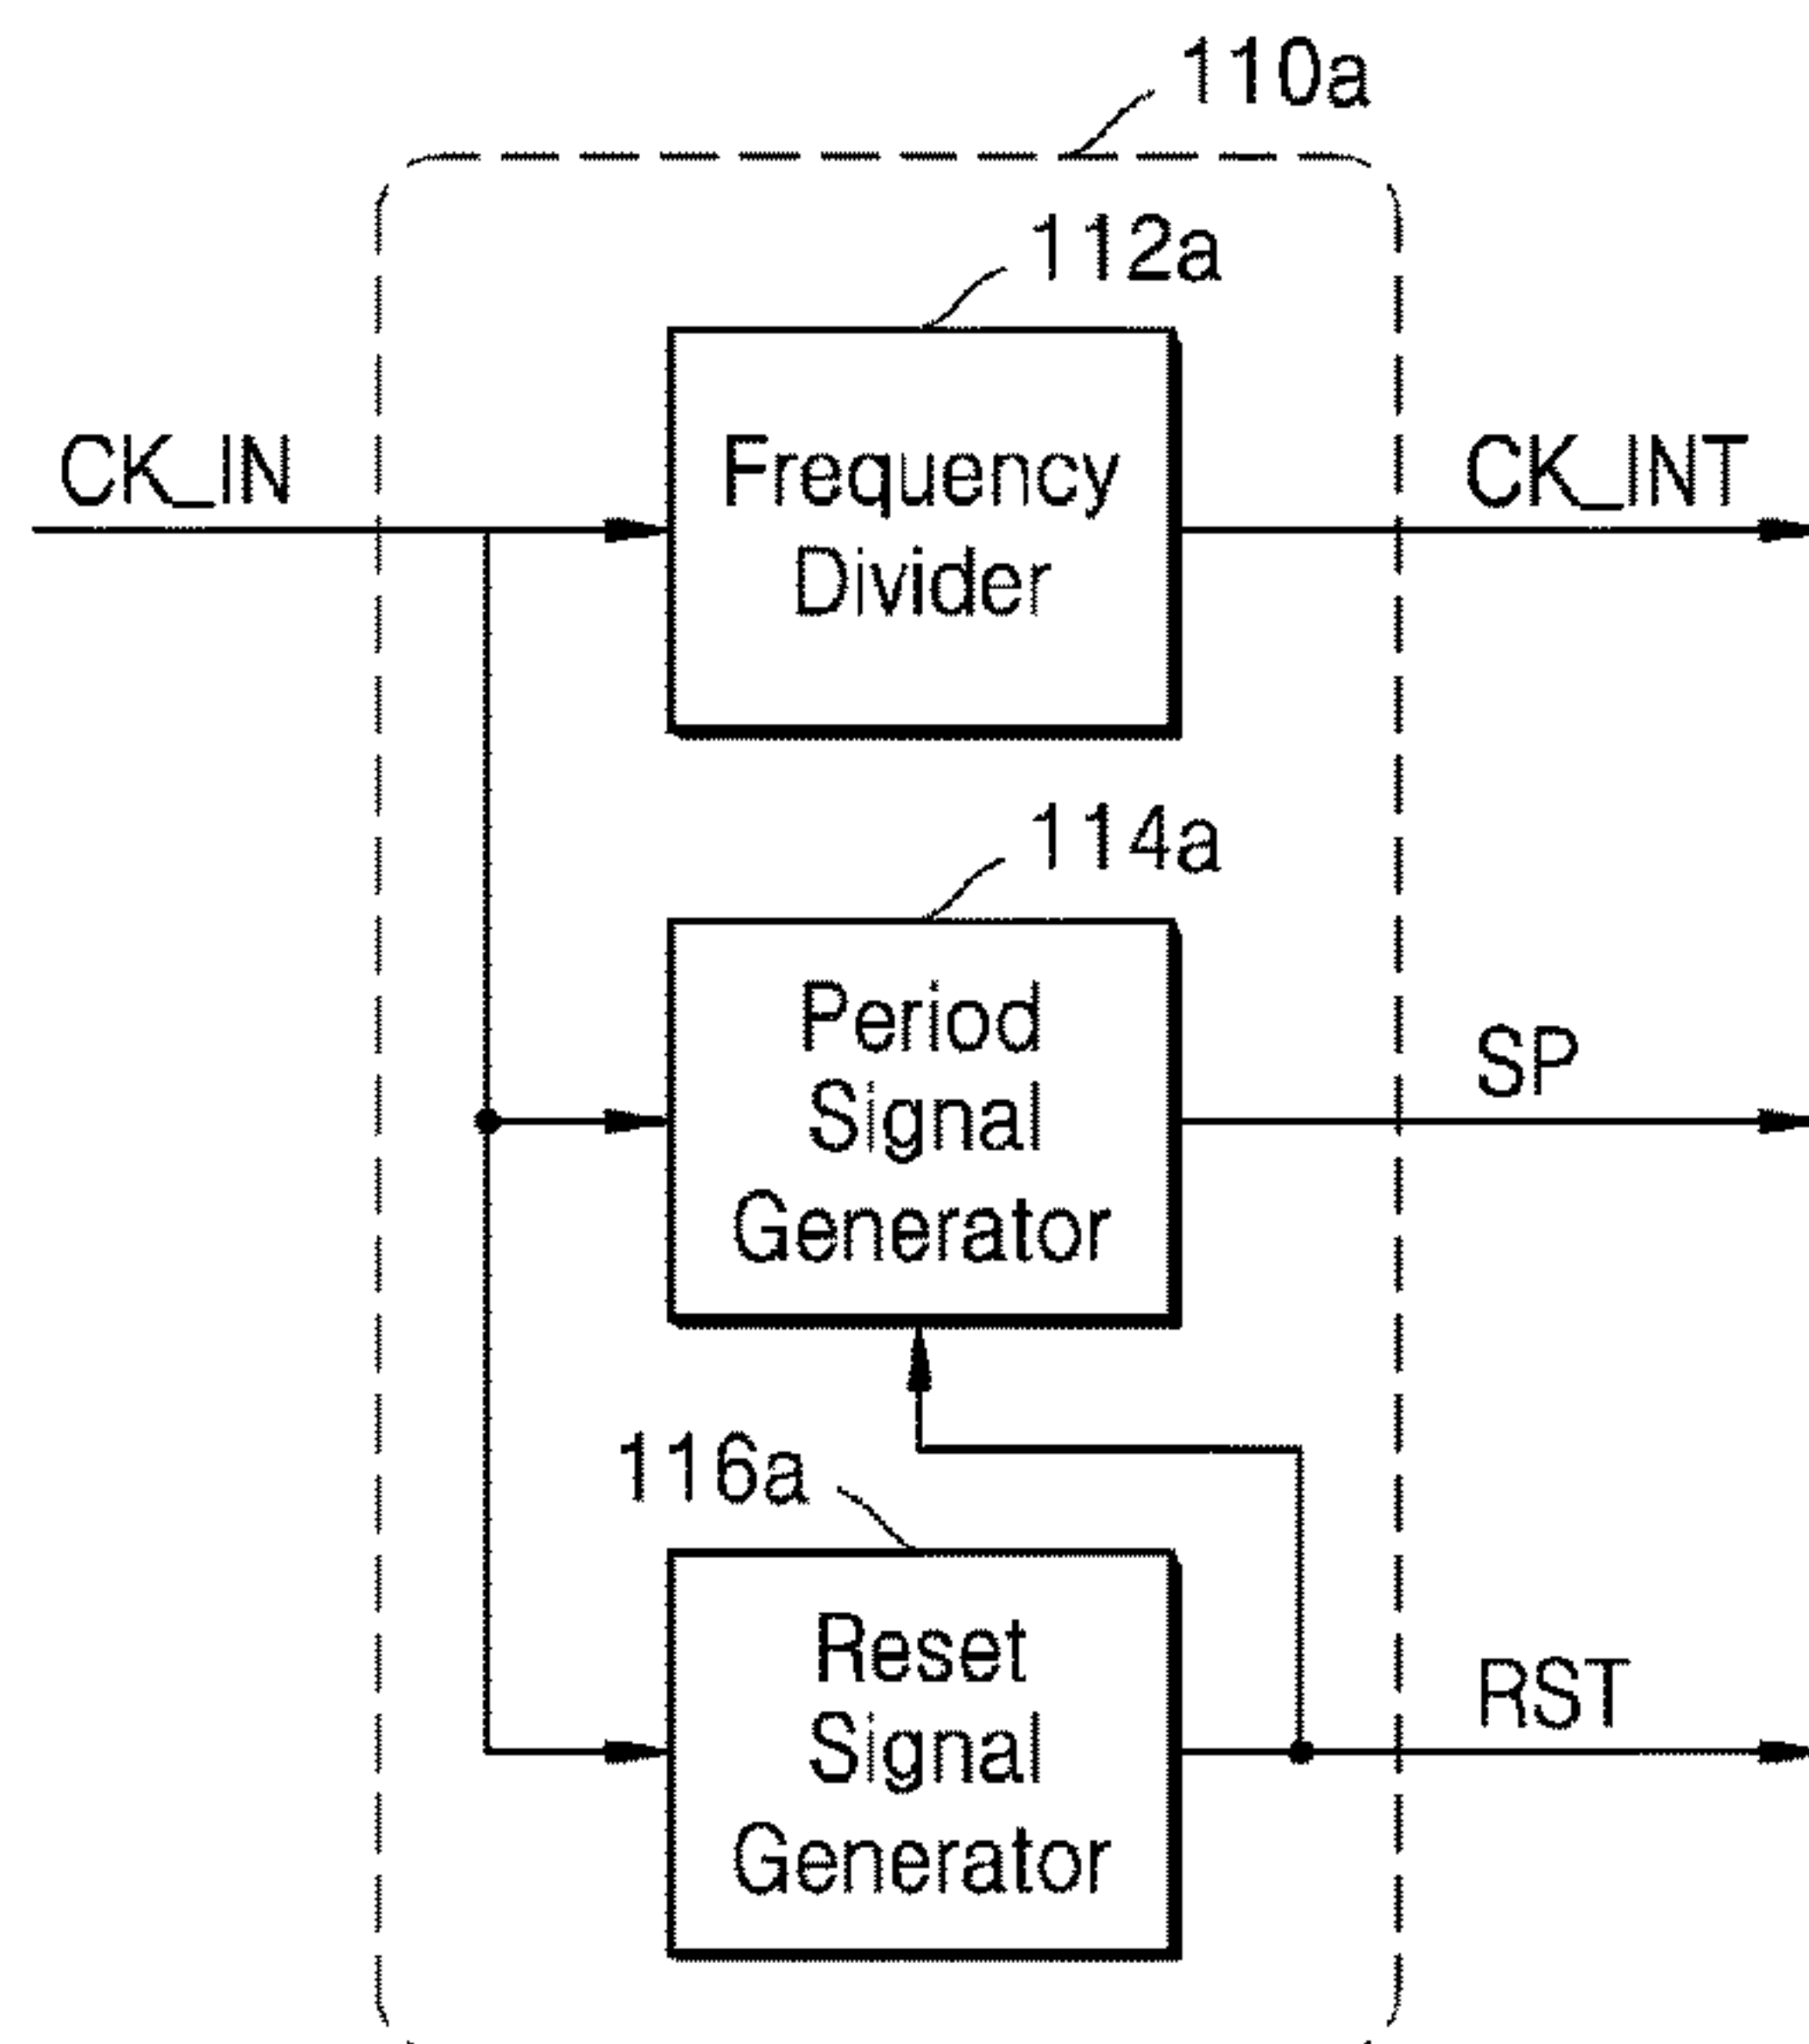 110a
112a
CK_IN
Frequency
Divider
CK_INT
114a
Period
Signal
Generator
SP
116a
Reset
Signal
Generator
RST